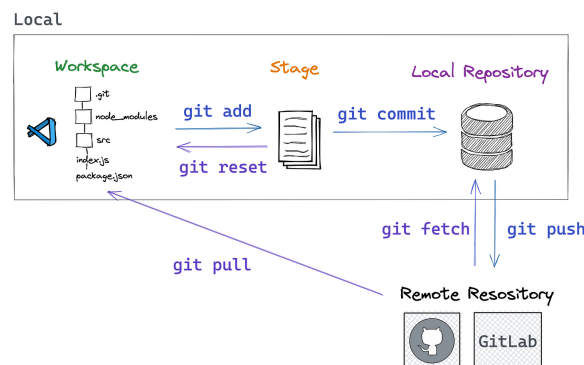 Local
Workspace
Stage
Local Repository
.git
node_modules
src
index.js
package.json
git add
git commit
git reset
git fetch
git push
git pull
Remote Resository
GitLab